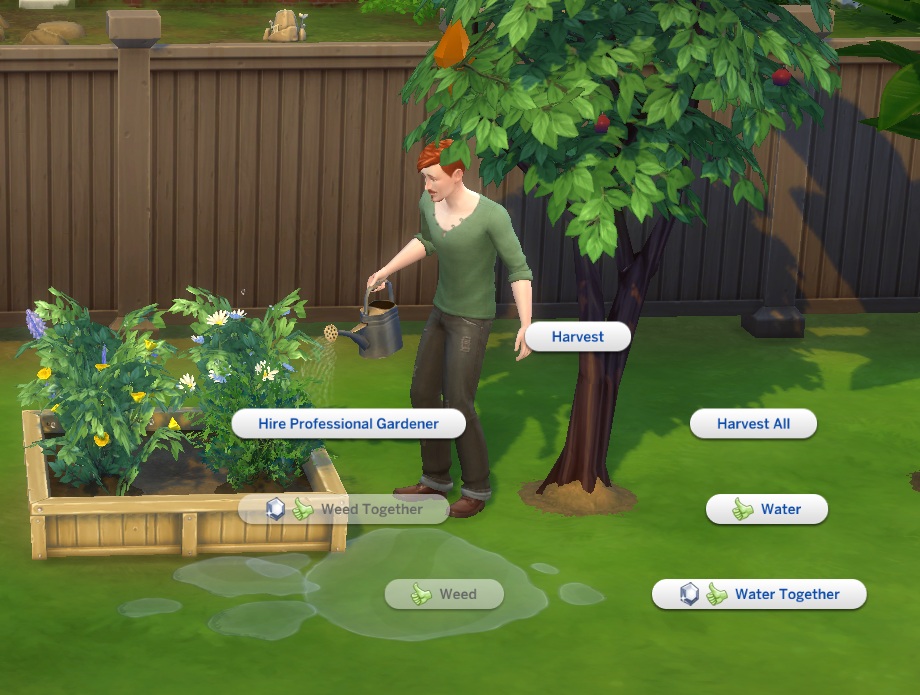 Harvest
Hire Professional Gardener
Harvest All
Weed Together
Water
Weed
Water Together